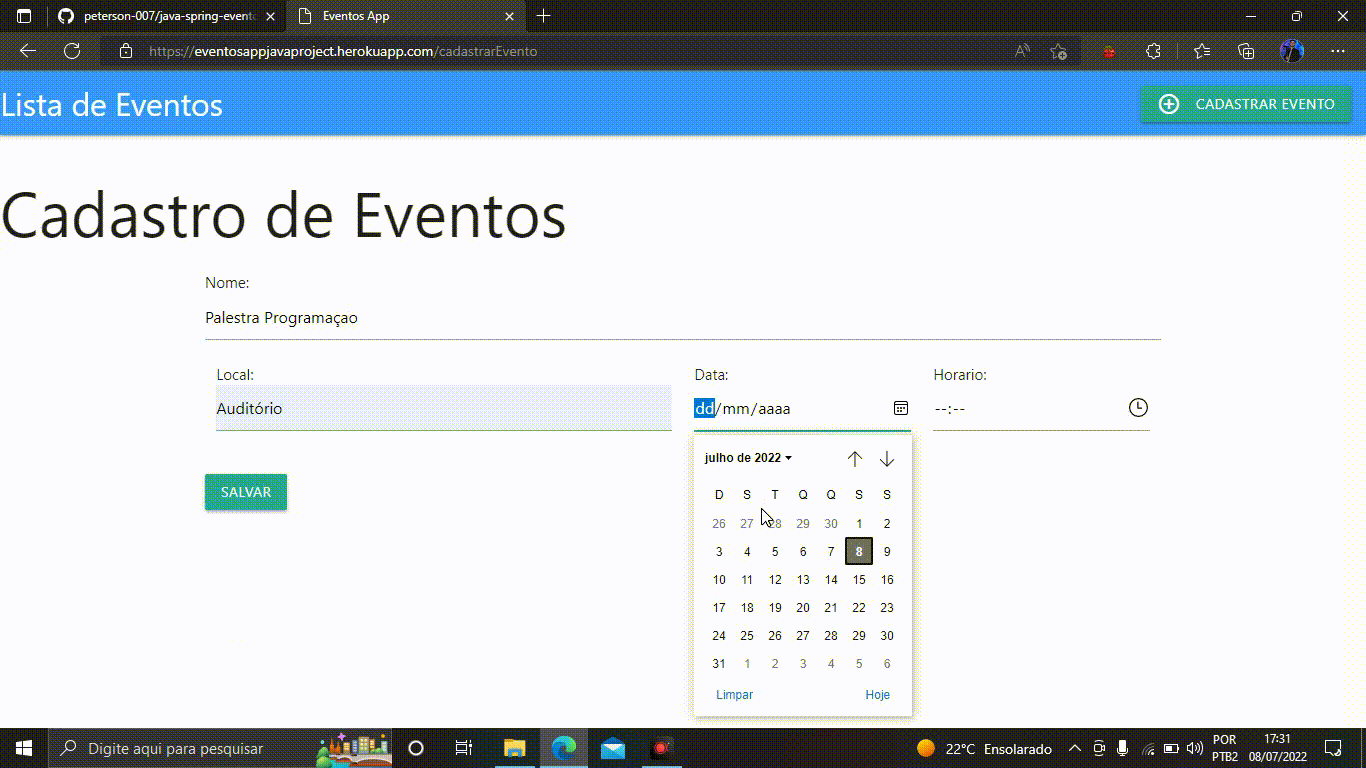 peterson-007/java-spring-evento
Eventos App
https://eventosappjavaproject.herokuapp.com/cadastrarEvento
Lista de Eventos
CADASTRAR EVENTO
Cadastro de Eventos
Nome:
Palestra Programaçao
Local: Data: Horario:
Auditório dd/mm/aaaa --:--
julho de 2022
SALVAR
D S T Q Q S S
26 27 28 29 30 1 2
3 4 5 6 7 8 9
10 11 12 13 14 15 16
17 18 19 20 21 22 23
24 25 26 27 28 29 30
31 1 2 3 4 5 6
Limpar Hoje
Digite aqui para pesquisar
22°C Ensolarado
POR
PTB2
17:31
08/07/2022